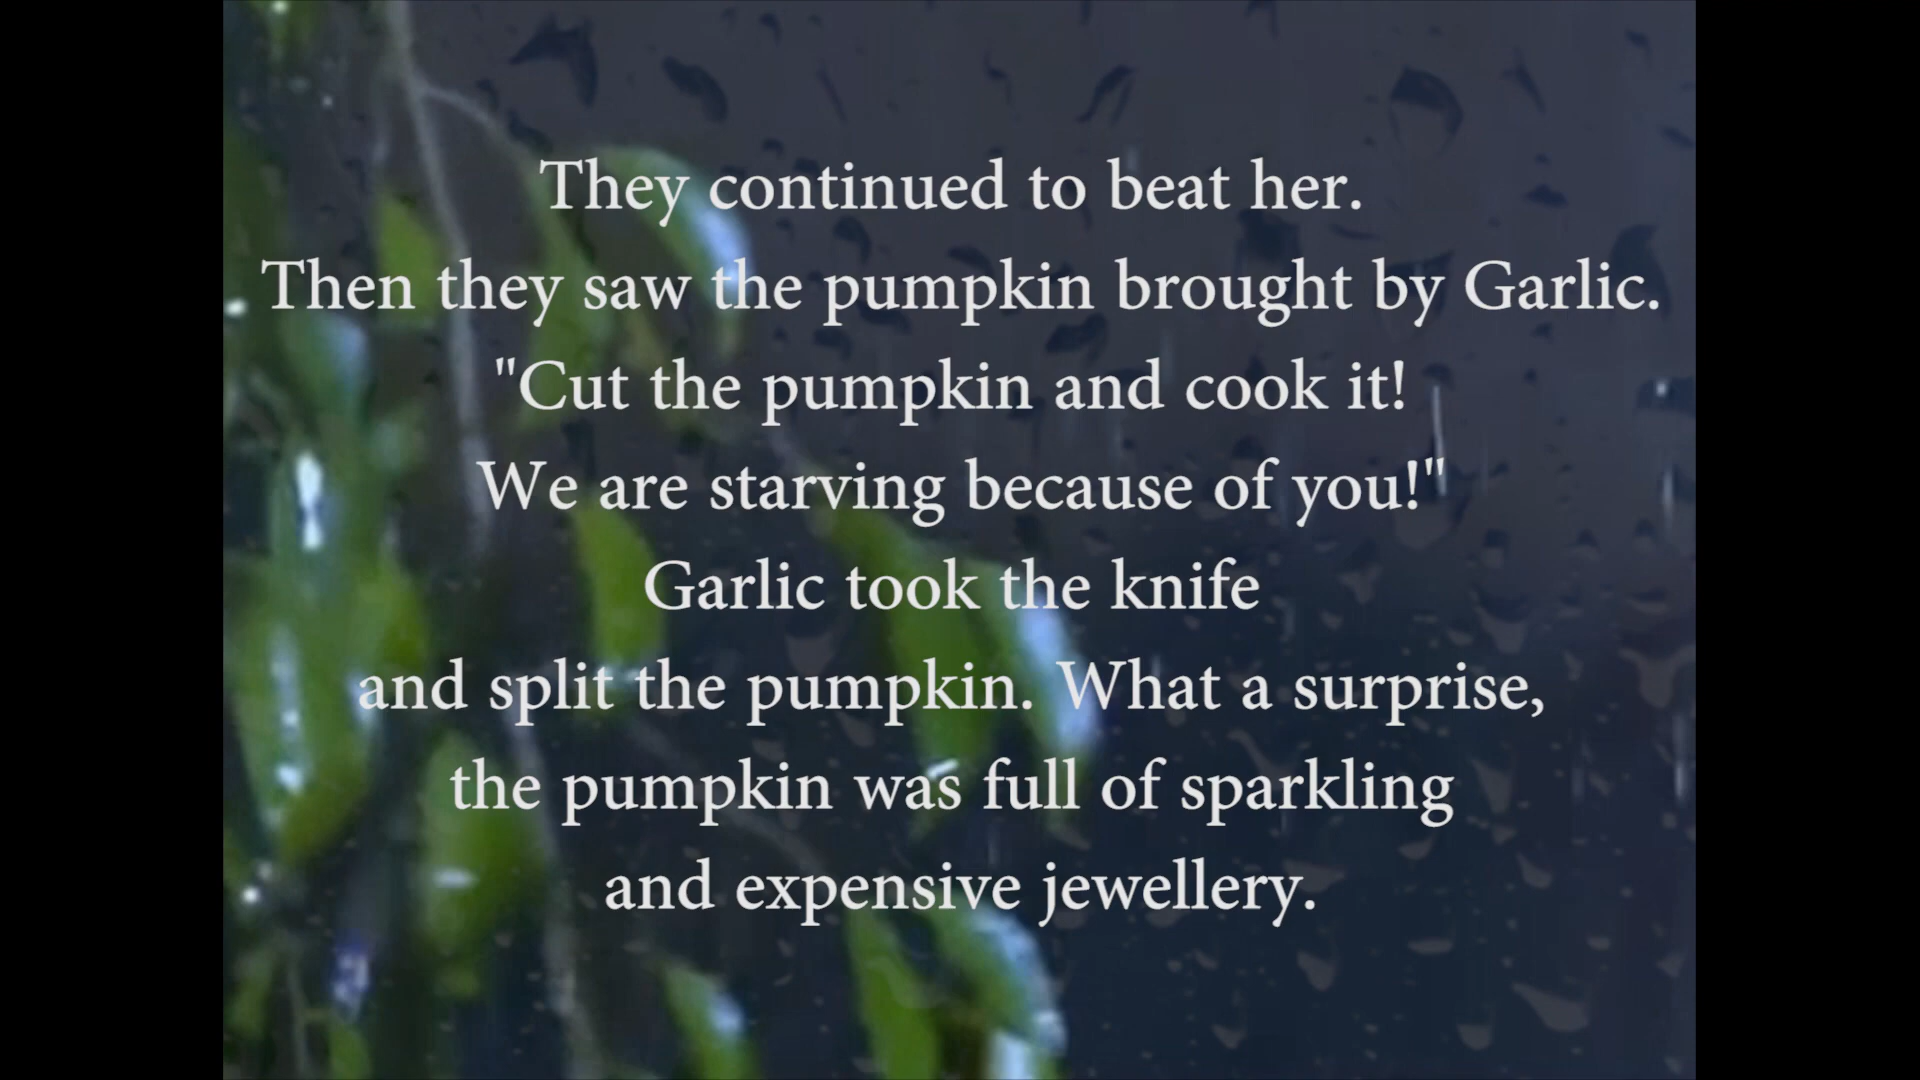 They continued to beat her.
Then they saw the pumpkin brought by Garlic.
"Cut the pumpkin and cook it!
We are starving because of you!"
Garlic took the knife
and split the pumpkin. What a surprise,
the pumpkin was full of sparkling
and expensive jewellery.